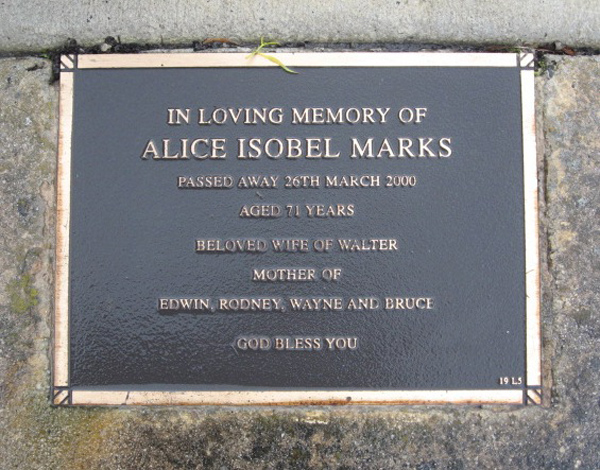 IN LOVING MEMORY OF
ALICE ISOBEL MARKS
PASSED AWAY 26TH MARCH 2000
AGED 71 YEARS
BELOVED WIFE OF WALTER
MOTHER OF
EDWIN, RODNEY, WAYNE AND BRUCE
GOD BLESS YOU
19 L5